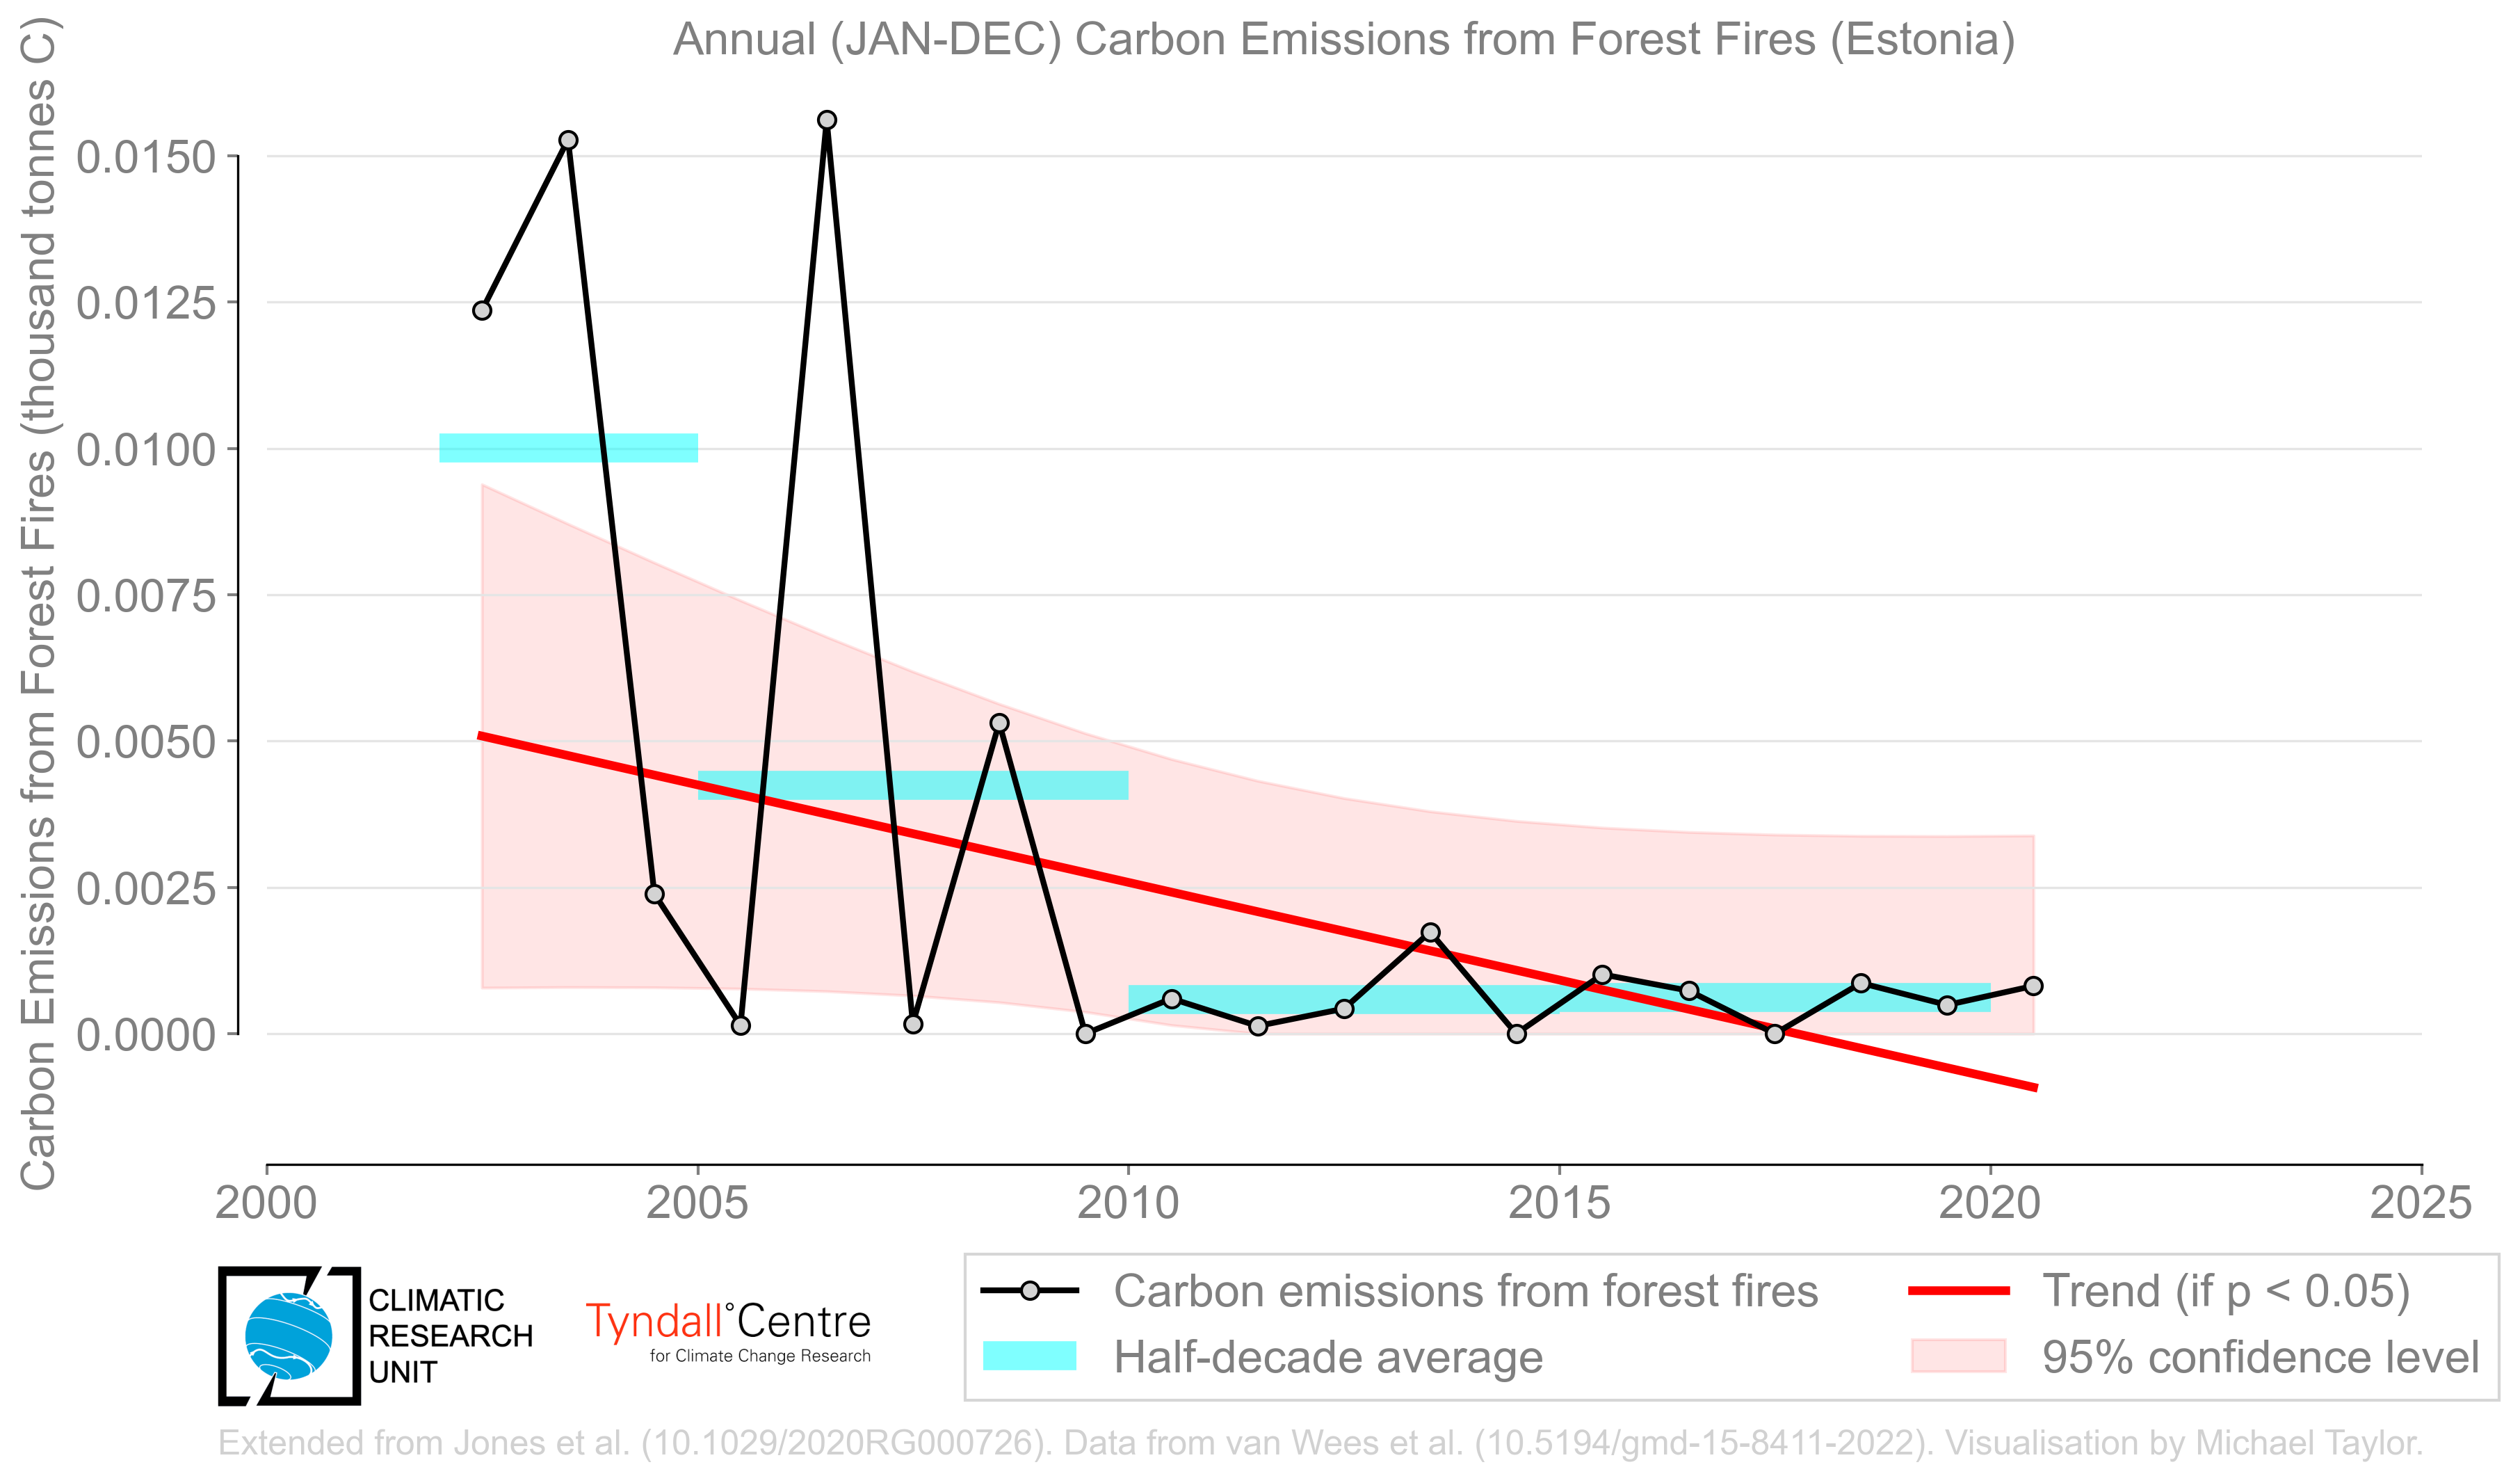 Annual (JAN-DEC) Carbon Emissions from Forest Fires (Estonia)
Carbon Emissions from Forest Fires (thousand tonnes C)
0.0150
0.0125
0.0100
0.0075
0.0050
0.0025
0.0000
2000
2005
2010
2015
2020
2025
CLIMATIC
RESEARCH
UNIT
Tyndall°Centre
for Climate Change Research
Carbon emissions from forest fires
Half-decade average
Trend (if p < 0.05)
95% confidence level
Extended from Jones et al. (10.1029/2020RG000726). Data from van Wees et al. (10.5194/gmd-15-8411-2022). Visualisation by Michael Taylor.